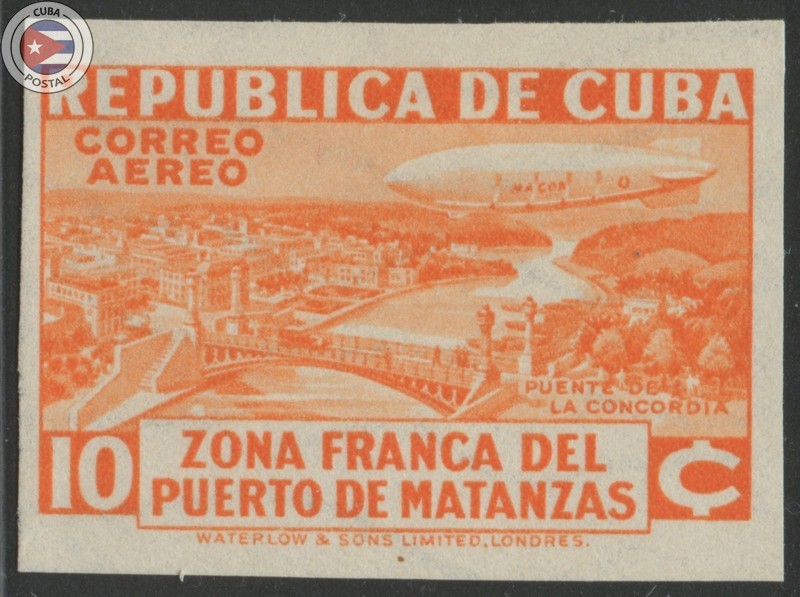 CUBA
POSTAL
REPUBLICA DE CUBA
CORREO
AEREO
MACON
PUENTE DE
LA CONCORDIA
10 ¢
ZONA FRANCA DEL
PUERTO DE MATANZAS
WATERLOW & SONS LIMITED, LONDRES.